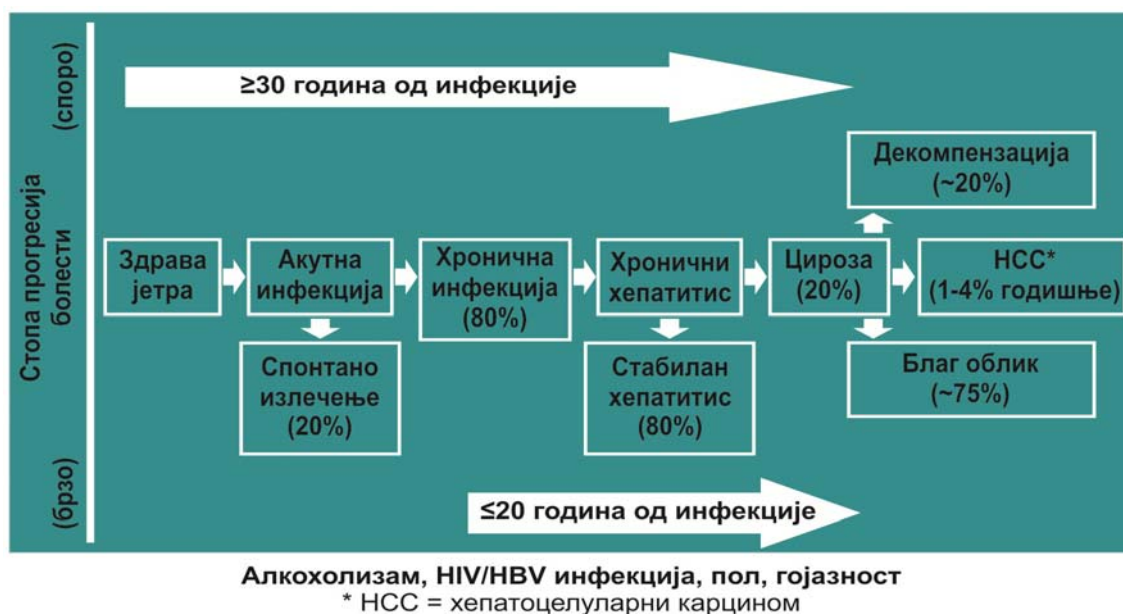 Стопа прогресија
болести
(споро)
(брзо)
≥30 година од инфекције
Здрава
јетра
Акутна
инфекција
Спонтано
излечење
(20%)
Хронична
инфекција
(80%)
Хронични
хепатитис
Стабилан
хепатитис
(80%)
Цироза
(20%)
Декомпензација
(~20%)
НСС*
(1-4% годишње)
Благ облик
(~75%)
≤20 година од инфекције
Алкохолизам, HIV/HBV инфекција, пол, гојазност
* НСС = хепатоцелуларни карцином